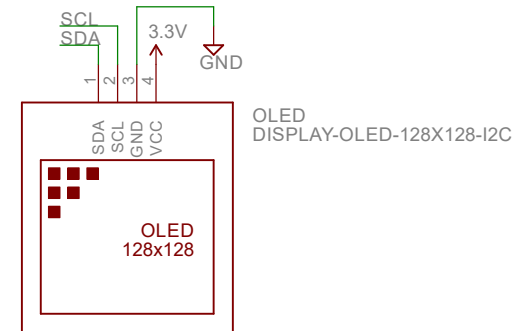 SCL
SDA
3.3V
GND
1
2
3
4
OLED
DISPLAY-OLED-128X128-I2C
SDA
SCL
GND
VCC
OLED
128x128